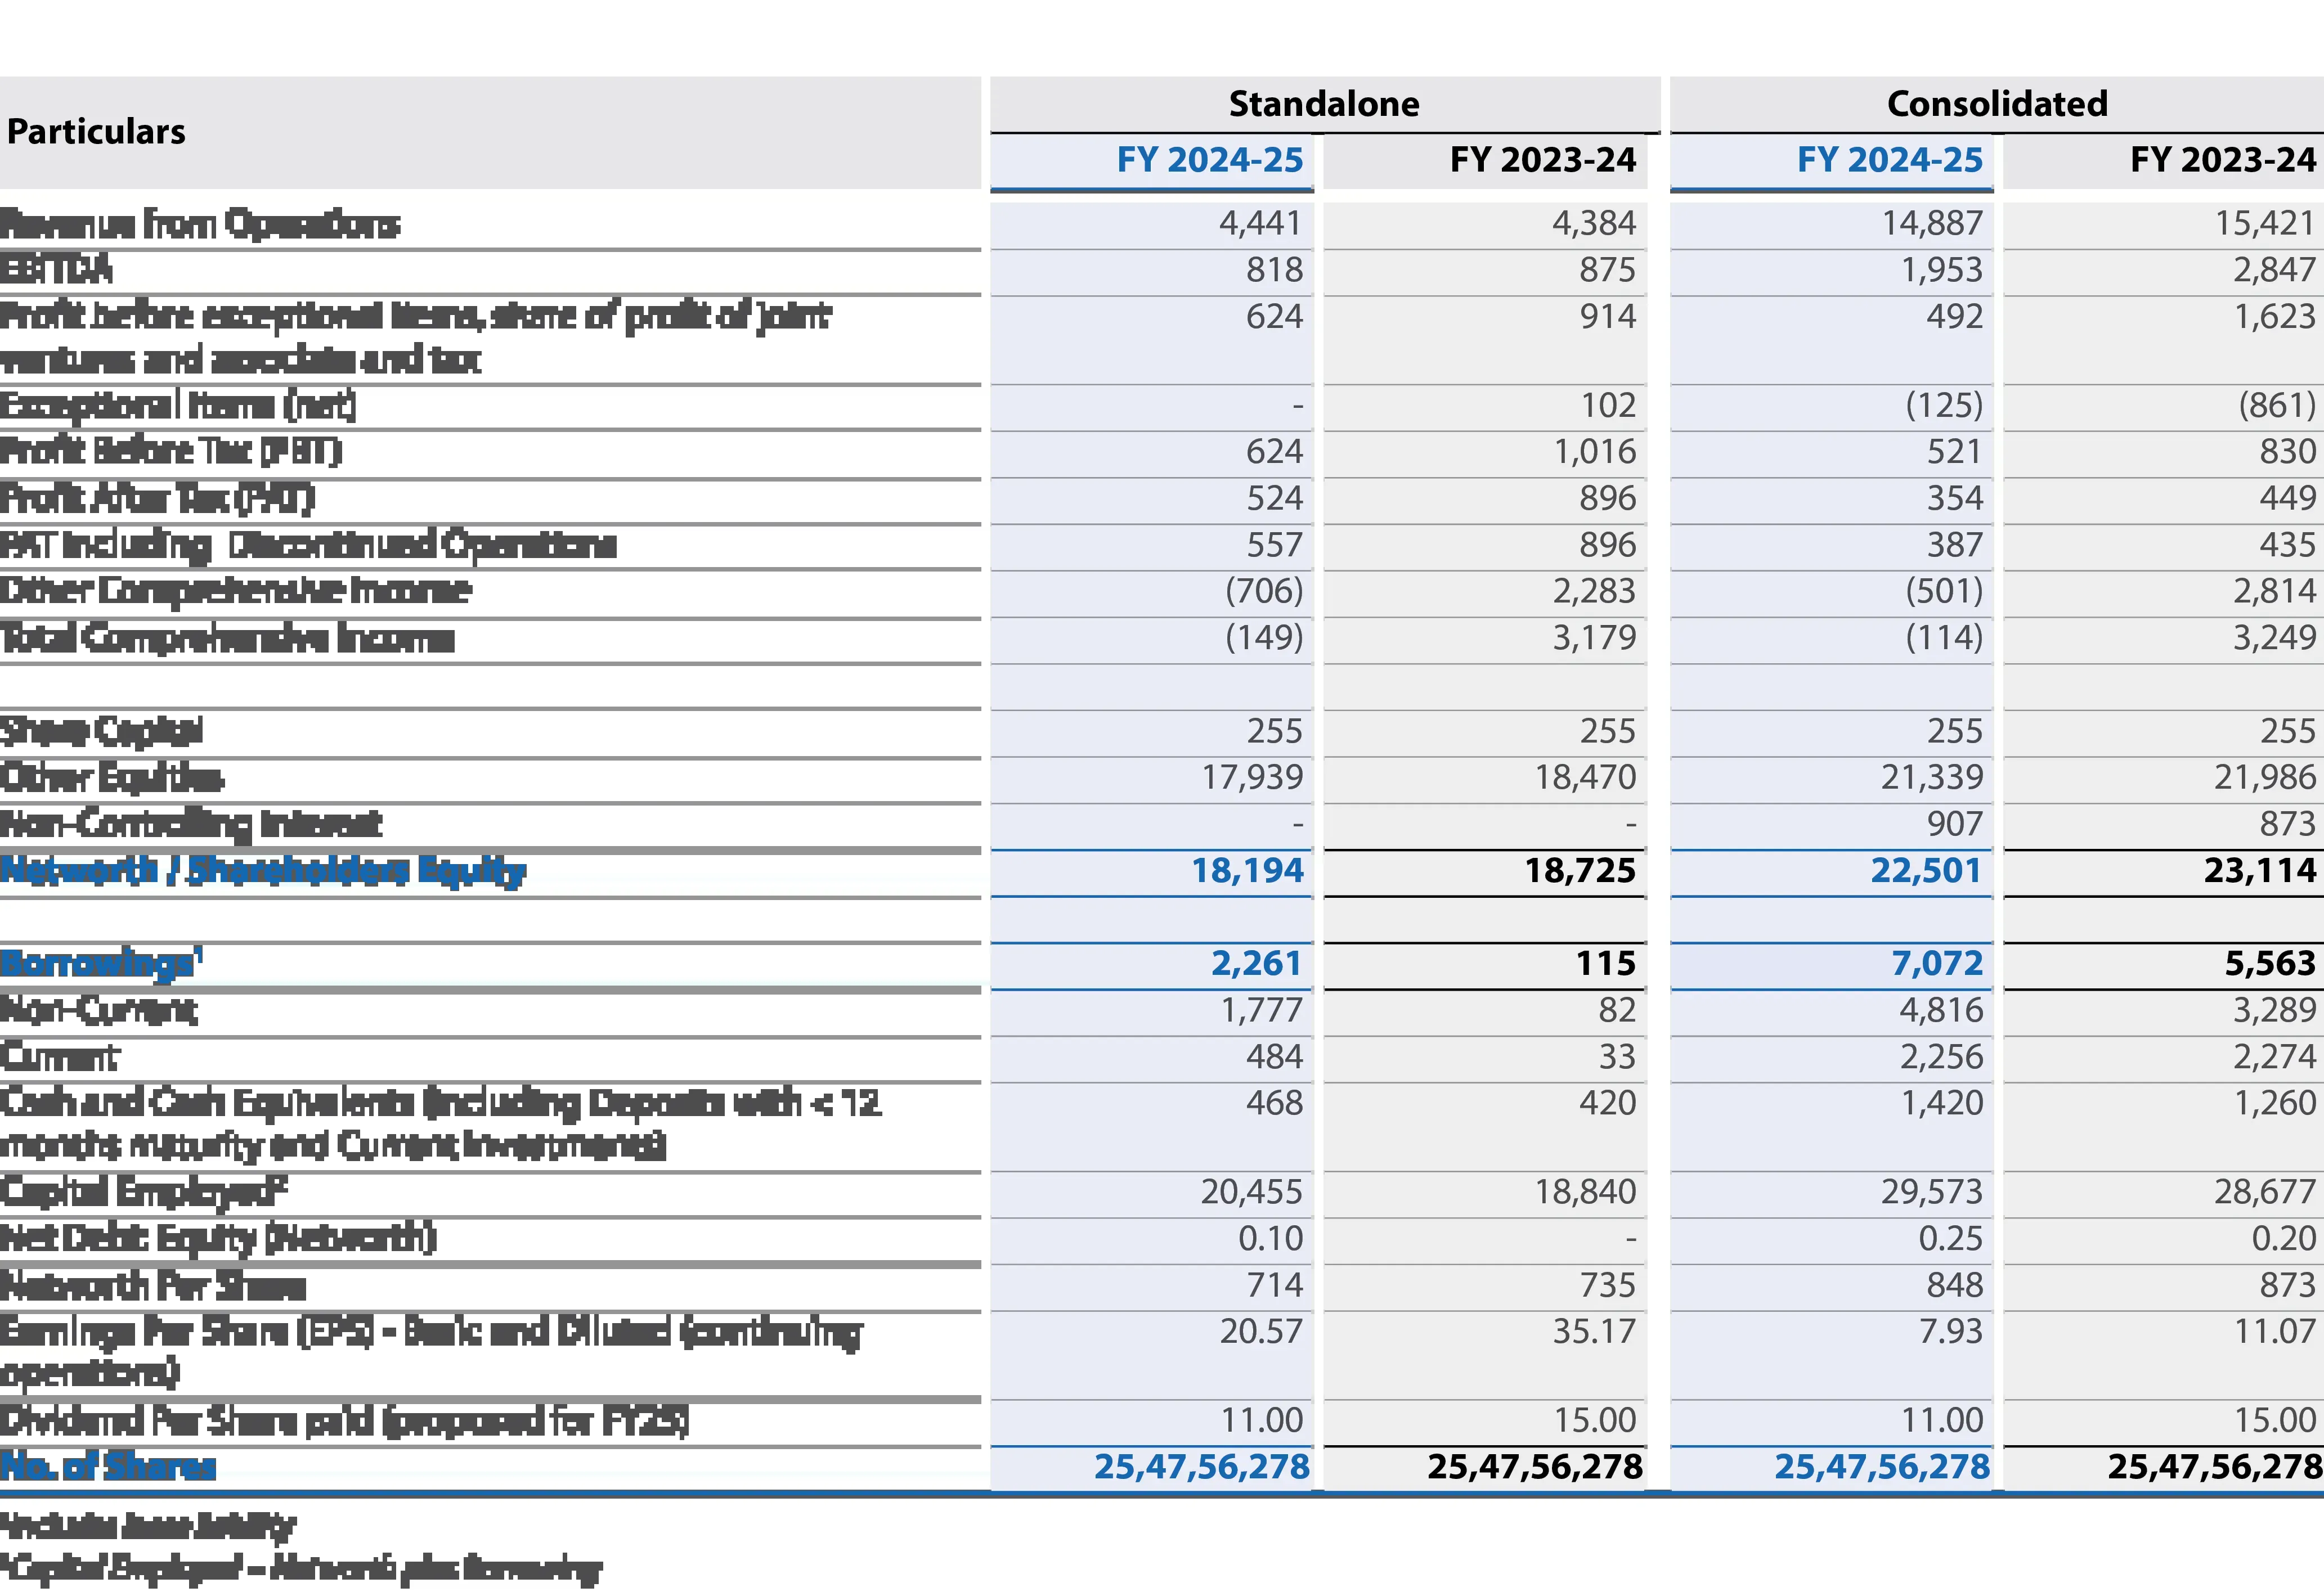 Particulars Standalone Consolidated
FY 2024-25 FY 2023-24 FY 2024-25 FY 2023-24
Revenue from Operations 4,441 4,384 14,887 15,421
EBITDA 818 875 1,953 2,847
Profit before exceptional items, share of profit of joint 624 914 492 1,623
ventures and associate and tax
Exceptional Items (net) - 102 (125) (861)
Profit Before Tax (PBT) 624 1,016 521 830
Profit After Tax (PAT) 524 896 354 449
PAT including Discontinued Operations 557 896 387 435
Other Comprehensive Income (706) 2,283 (501) 2,814
Total Comprehensive Income (149) 3,179 (114) 3,249
Share Capital 255 255 255 255
Other Equities 17,939 18,470 21,339 21,986
Non-Controlling Interest - - 907 873
Networth / Shareholders Equity 18,194 18,725 22,501 23,114
Borrowings¹ 2,261 115 7,072 5,563
Non-Current 1,777 82 4,816 3,289
Current 484 33 2,256 2,274
Cash and Cash Equivalents (including Deposits with < 12 468 420 1,420 1,260
months maturity and Current Investments) 
Capital Employed² 20,455 18,840 29,573 28,677
Net Debt Equity (Networth) 0.10 - 0.25 0.20
Networth Per Share 714 735 848 873
Earnings Per Share (EPS) - Basic and Diluted (continuing 20.57 35.17 7.93 11.07
operations)
Dividend Per Share paid (proposed for FY25) 11.00 15.00 11.00 15.00
No. of Shares 25,47,56,278 25,47,56,278 25,47,56,278 25,47,56,278
Capital Employed = Networth plus Borrowing